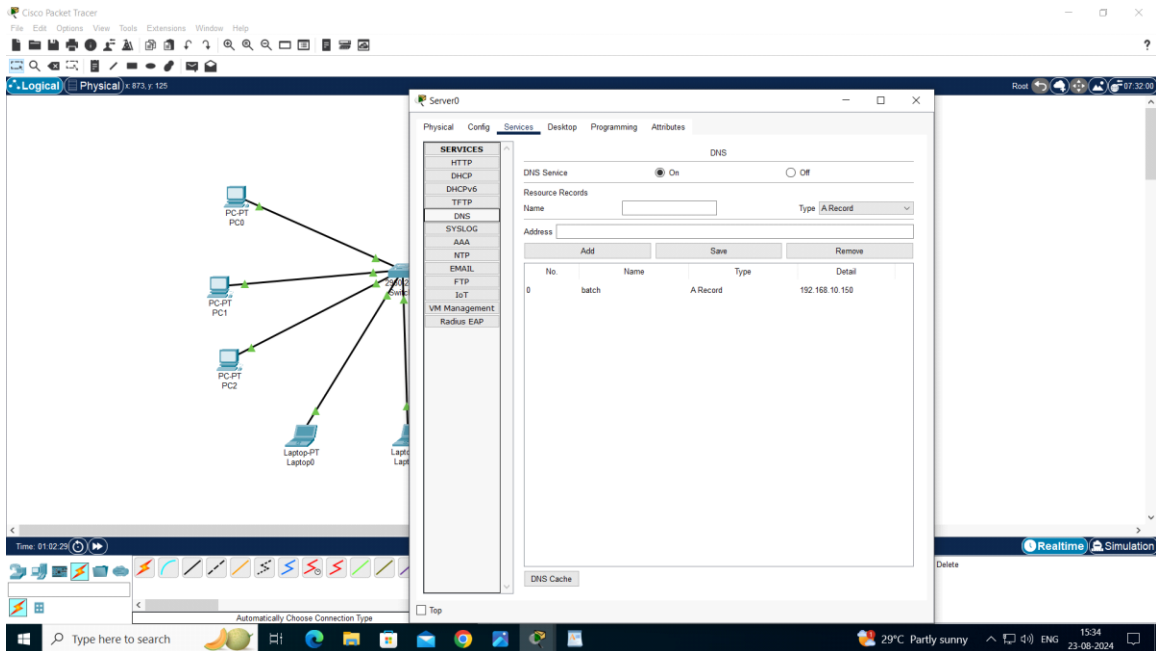 Cisco Packet Tracer
File Edit Options View Tools Extensions Window Help
?
Logical Physical x: 873, y: 125
Root 07:32:00
PC-PT
PC0
PC-PT
PC1
PC-PT
PC2
Laptop-PT
Laptop0
Server0
Physical Config Services Desktop Programming Attributes
SERVICES
HTTP
DHCP
DHCPv6
TFTP
DNS
SYSLOG
AAA
NTP
EMAIL
FTP
IoT
VM Management
Radius EAP
DNS
DNS Service On Off
Resource Records
Name Type A Record
Address
Add Save Remove
No. Name Type Detail
0 batch A Record 192.168.10.150
DNS Cache
Top
Time: 01:02:29
Realtime Simulation
Automatically Choose Connection Type
Delete
Type here to search
29°C Partly sunny
ENG
15:34
23-08-2024